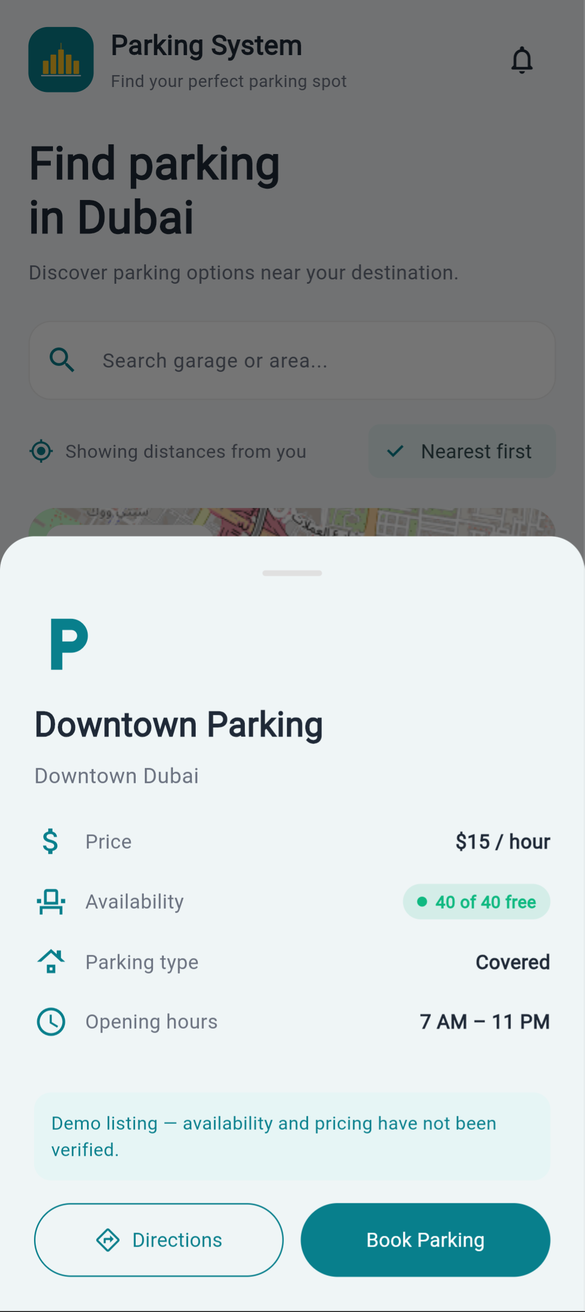 Parking System
Find your perfect parking spot
Find parking
in Dubai
Discover parking options near your destination.
Search garage or area...
Showing distances from you
Nearest first
سيتي ووك
P
Downtown Parking
Downtown Dubai
Price
$15 / hour
Availability
40 of 40 free
Parking type
Covered
Opening hours
7 AM – 11 PM
Demo listing — availability and pricing have not been
verified.
Directions
Book Parking